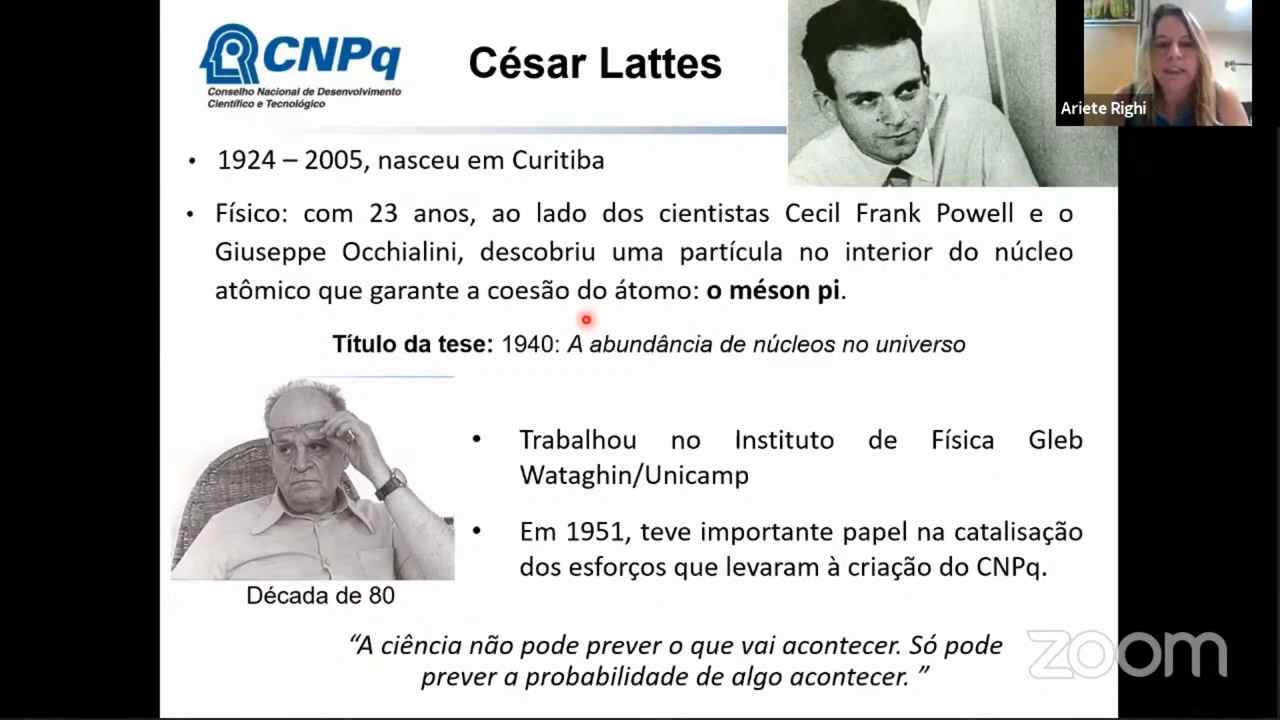 CNPq
Conselho Nacional de Desenvolvimento
Científico e Tecnológico
César Lattes
Ariete Righi
• 1924 – 2005, nasceu em Curitiba
• Físico: com 23 anos, ao lado dos cientistas Cecil Frank Powell e o
Giuseppe Occhialini, descobriu uma partícula no interior do núcleo
atômico que garante a coesão do átomo: o méson pi.
Título da tese: 1940: A abundância de núcleos no universo
• Trabalhou no Instituto de Física Gleb
Wataghin/Unicamp
• Em 1951, teve importante papel na catalisação
dos esforços que levaram à criação do CNPq.
Década de 80
“A ciência não pode prever o que vai acontecer. Só pode
prever a probabilidade de algo acontecer. ”
zoom